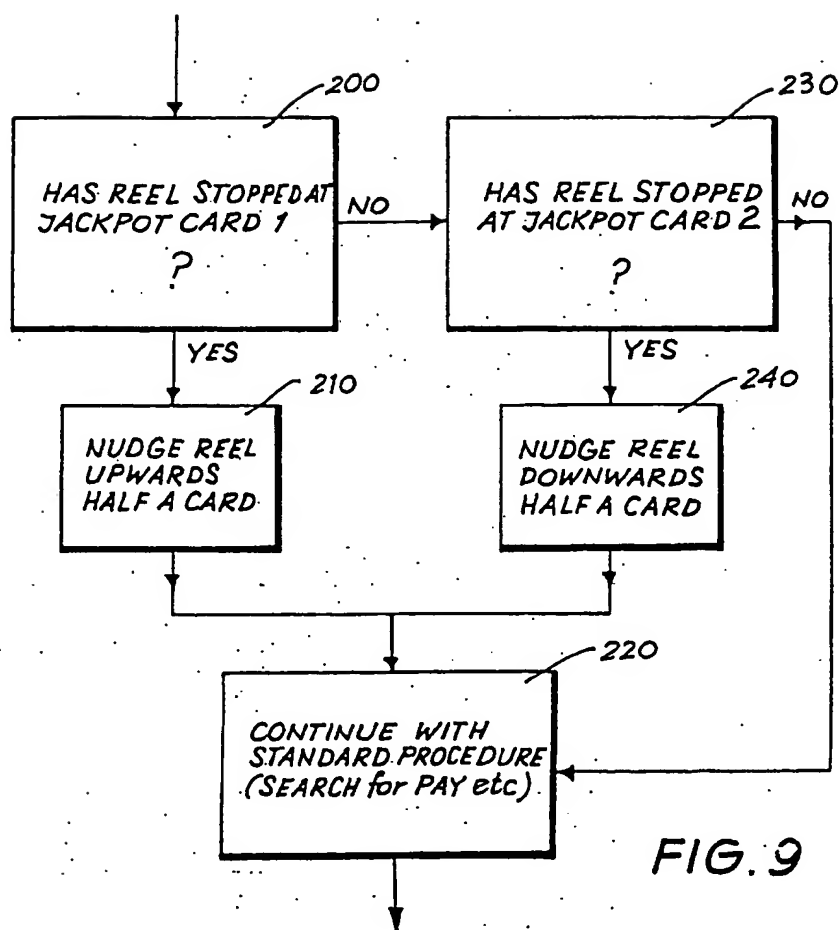 200
HAS REEL STOPPED AT
JACKPOT CARD 1
?
NO
230
HAS REEL STOPPED
AT JACKPOT CARD 2
?
NO
YES
210
NUDGE REEL
UPWARDS
HALF A CARD
YES
240
NUDGE REEL
DOWNWARDS
HALF A CARD
220
CONTINUE WITH
STANDARD PROCEDURE
(SEARCH for PAY etc)
FIG. 9